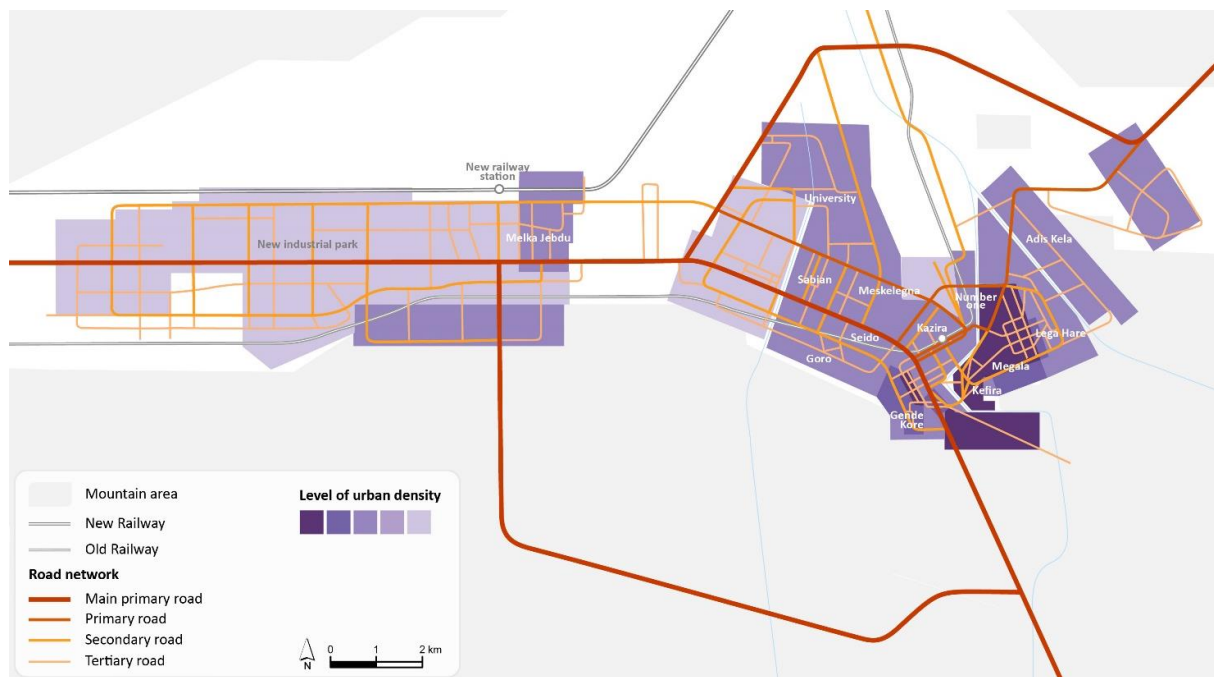 New railway
station
University
New industrial park
Melka Jebdu
Adis Kela
Sabian
Meskelegna
Number
one
Kazira
Lega Hare
Seido
Goro
Megala
Kefira
Gende
Kore
Mountain area
New Railway
Old Railway
Road network
Main primary road
Primary road
Secondary road
Tertiary road
Level of urban density
N
0 1 2 km